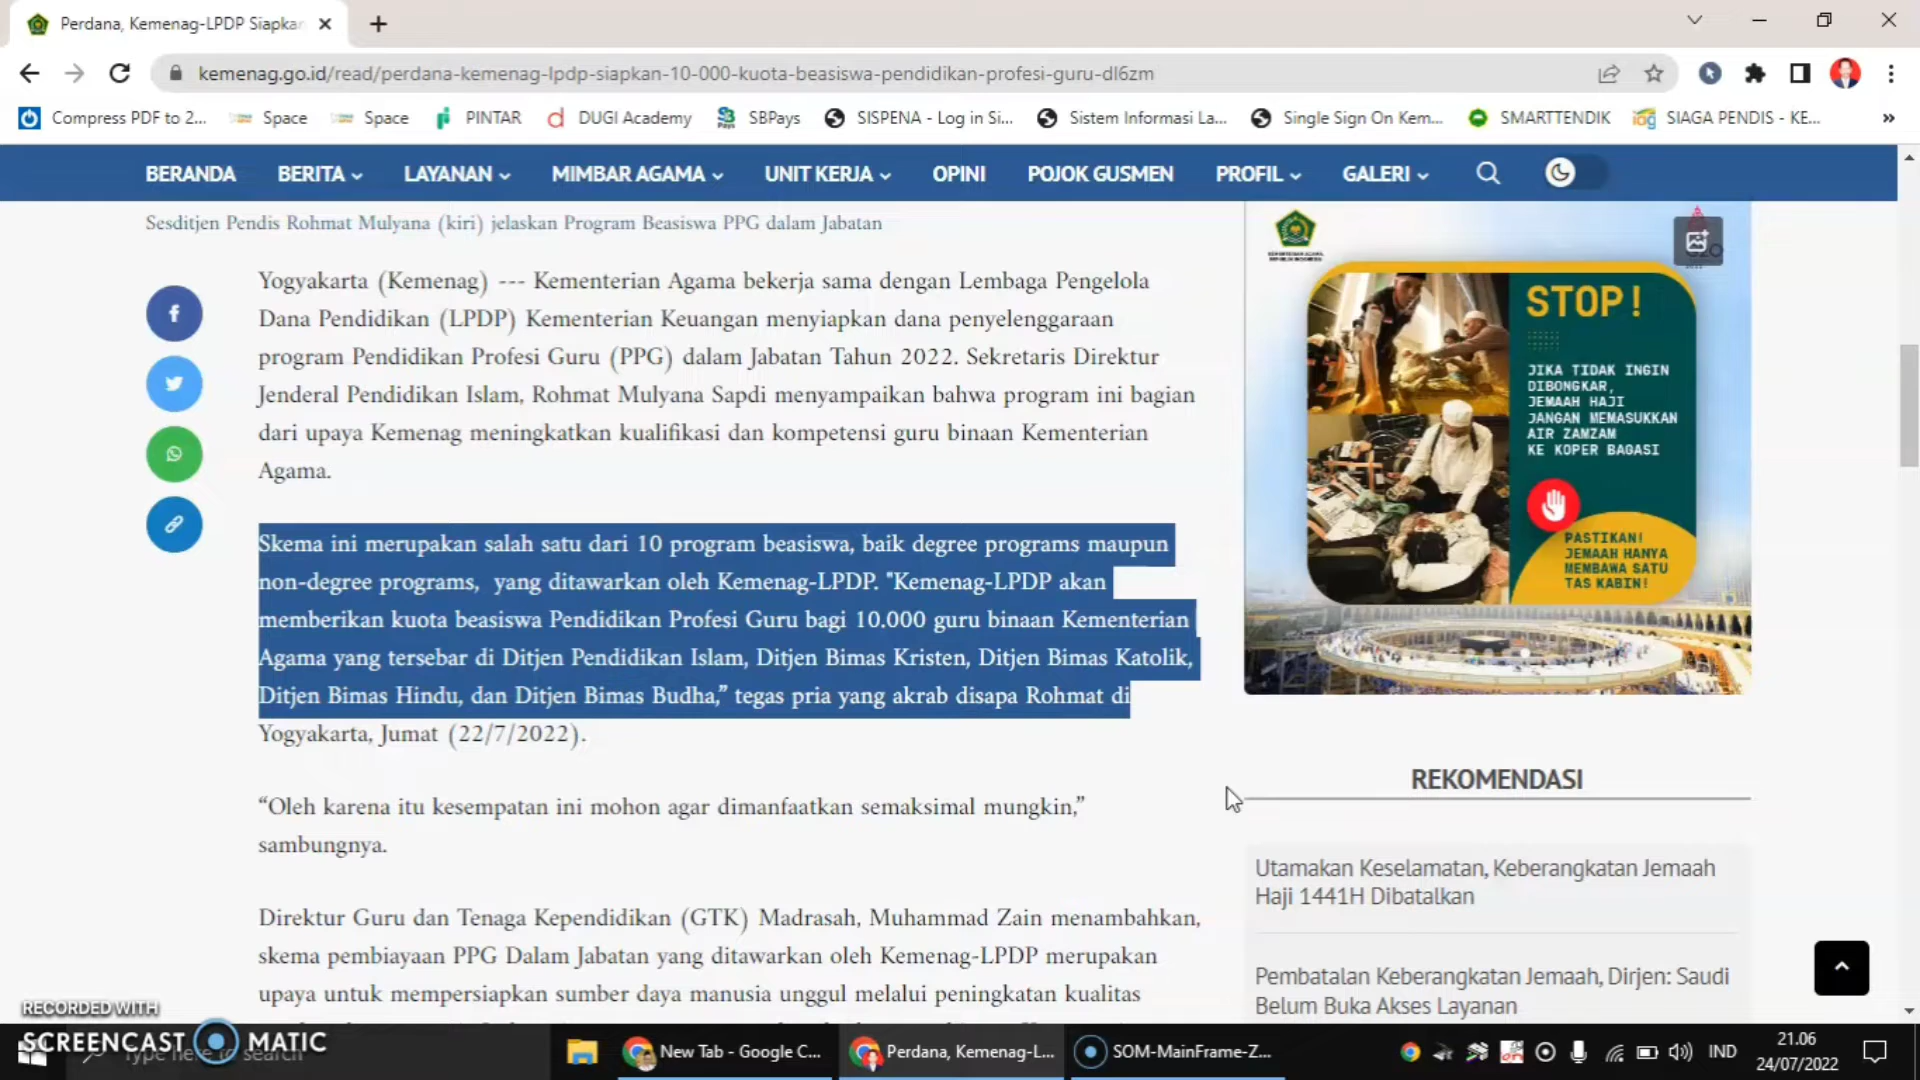 Perdana, Kemenag-LPDP Siapkan
kemenag.go.id/read/perdana-kemenag-lpdp-siapkan-10-000-kuota-beasiswa-pendidikan-profesi-guru-dl6zm
Compress PDF to 2...
Space
Space
PINTAR
DUGI Academy
SBPays
SISPENA - Log in Si...
Sistem Informasi La...
Single Sign On Kem...
SMARTTENDIK
SIAGA PENDIS - KE...
BERANDA
BERITA
LAYANAN
MIMBAR AGAMA
UNIT KERJA
OPINI
POJOK GUSMEN
PROFIL
GALERI
Sesditjen Pendis Rohmat Mulyana (kiri) jelaskan Program Beasiswa PPG dalam Jabatan
Yogyakarta (Kemenag) --- Kementerian Agama bekerja sama dengan Lembaga Pengelola
Dana Pendidikan (LPDP) Kementerian Keuangan menyiapkan dana penyelenggaraan
program Pendidikan Profesi Guru (PPG) dalam Jabatan Tahun 2022. Sekretaris Direktur
Jenderal Pendidikan Islam, Rohmat Mulyana Sapdi menyampaikan bahwa program ini bagian
dari upaya Kemenag meningkatkan kualifikasi dan kompetensi guru binaan Kementerian
Agama.
Skema ini merupakan salah satu dari 10 program beasiswa, baik degree programs maupun
non-degree programs, yang ditawarkan oleh Kemenag-LPDP. "Kemenag-LPDP akan
memberikan kuota beasiswa Pendidikan Profesi Guru bagi 10.000 guru binaan Kementerian
Agama yang tersebar di Ditjen Pendidikan Islam, Ditjen Bimas Kristen, Ditjen Bimas Katolik,
Ditjen Bimas Hindu, dan Ditjen Bimas Budha,” tegas pria yang akrab disapa Rohmat di
Yogyakarta, Jumat (22/7/2022).
“Oleh karena itu kesempatan ini mohon agar dimanfaatkan semaksimal mungkin,”
sambungnya.
Direktur Guru dan Tenaga Kependidikan (GTK) Madrasah, Muhammad Zain menambahkan,
skema pembiayaan PPG Dalam Jabatan yang ditawarkan oleh Kemenag-LPDP merupakan
upaya untuk mempersiapkan sumber daya manusia unggul melalui peningkatan kualitas
STOP!
JIKA TIDAK INGIN
DIBONGKAR,
JEMAAH HAJI
JANGAN MEMASUKKAN
AIR ZAMZAM
KE KOPER BAGASI
PASTIKAN!
JEMAAH HANYA
MEMBAWA SATU
TAS KABIN!
REKOMENDASI
Utamakan Keselamatan, Keberangkatan Jemaah
Haji 1441H Dibatalkan
Pembatalan Keberangkatan Jemaah, Dirjen: Saudi
Belum Buka Akses Layanan
RECORDED WITH
SCREENCAST MATIC
Type here to search
New Tab - Google C...
Perdana, Kemenag-L...
SOM-MainFrame-Z...
IND
21.06
24/07/2022